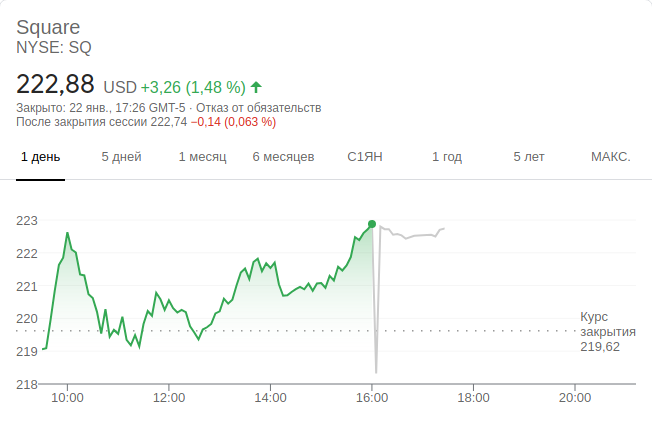 Square
NYSE: SQ
222,88 USD +3,26 (1,48 %)
Закрыто: 22 янв., 17:26 GMT-5 · Отказ от обязательств
После закрытия сессии 222,74 −0,14 (0,063 %)
1 день 5 дней 1 месяц 6 месяцев С1ЯН 1 год 5 лет МАКС.
223
222
221
220
219
218
Курс
закрытия
219,62
10:00 12:00 14:00 16:00 18:00 20:00